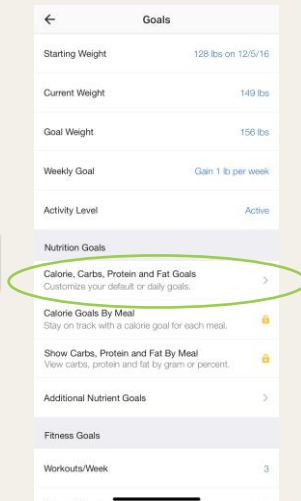 Goals
Starting Weight 128 lbs on 12/5/16
Current Weight 149 lbs
Goal Weight 156 lbs
Weekly Goal Gain 1 lb per week
Activity Level Active
Nutrition Goals
Calorie, Carbs, Protein and Fat Goals
Customize your default or daily goals.
Calorie Goals By Meal
Stay on track with a calorie goal for each meal.
Show Carbs, Protein and Fat By Meal
View carbs, protein and fat by gram or percent.
Additional Nutrient Goals
Fitness Goals
Workouts/Week 3